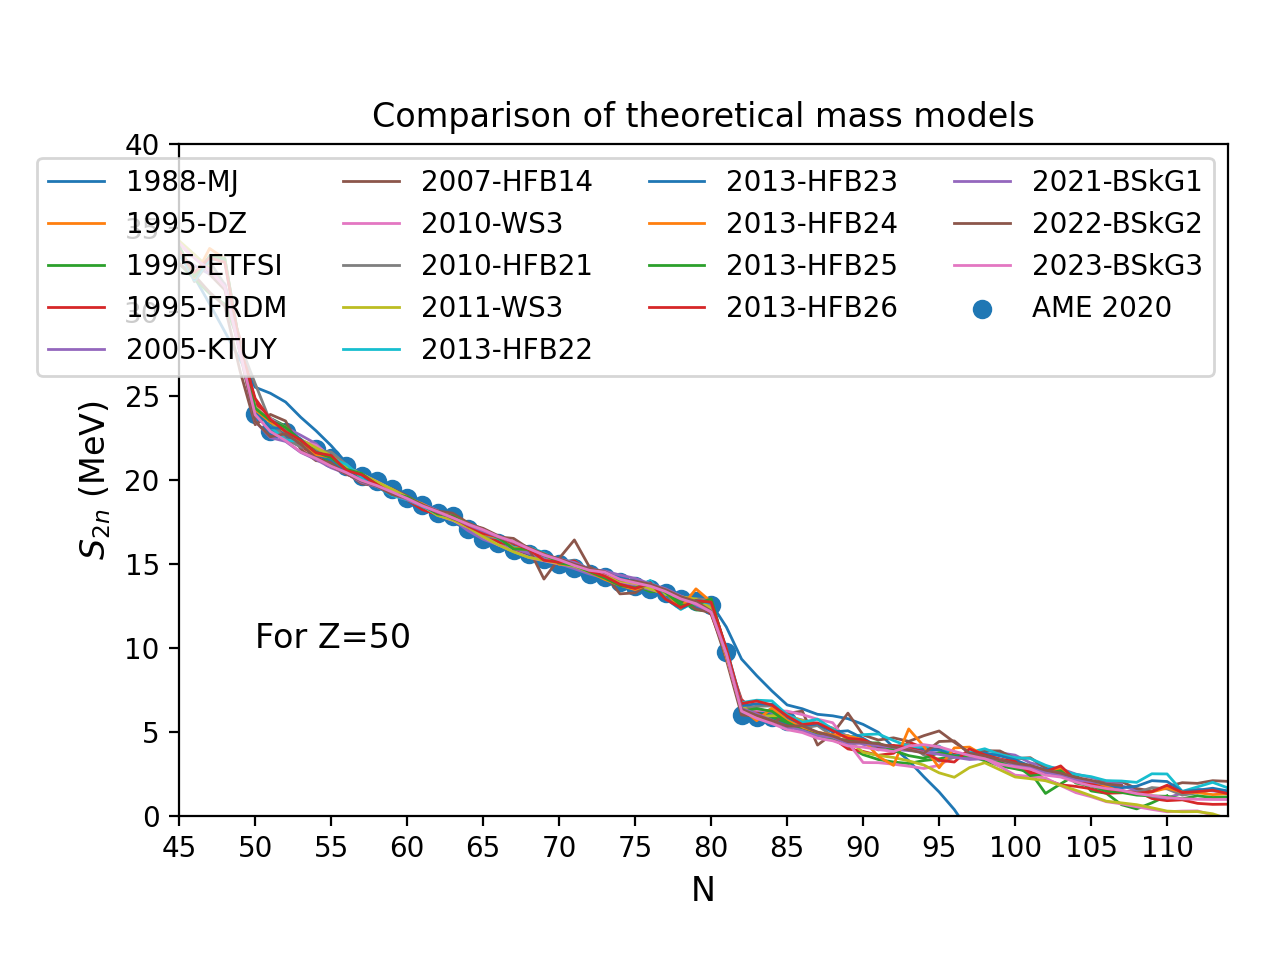 Comparison of theoretical mass models
40
35
30
25
20
15
10
5
0
S2n (MeV)
1988-MJ
1995-DZ
1995-ETFSI
1995-FRDM
2005-KTUY
2007-HFB14
2010-WS3
2010-HFB21
2011-WS3
2013-HFB22
2013-HFB23
2013-HFB24
2013-HFB25
2013-HFB26
2021-BSkG1
2022-BSkG2
2023-BSkG3
AME 2020
For Z=50
45 50 55 60 65 70 75 80 85 90 95 100 105 110
N